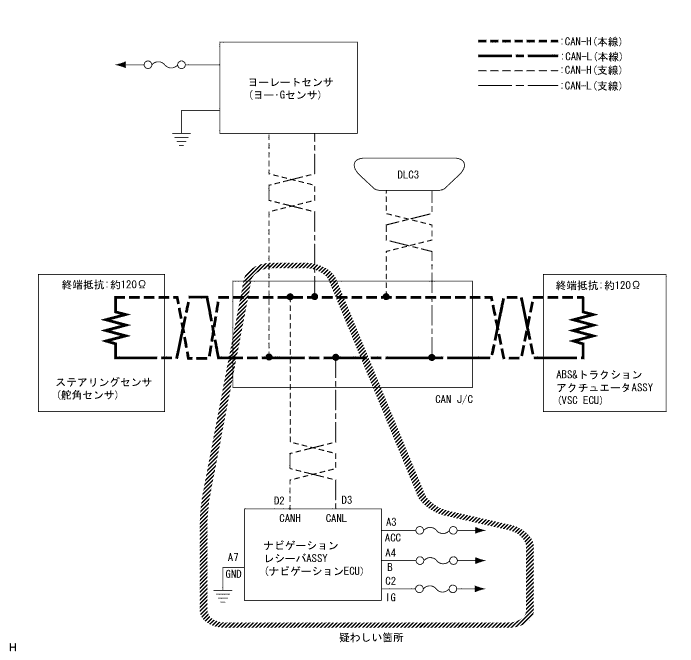 :CAN-H(本線)
:CAN-L(本線)
:CAN-H(支線)
:CAN-L(支線)
ヨーレートセンサ
(ヨー・Gセンサ)
DLC3
終端抵抗:約120Ω
終端抵抗:約120Ω
ステアリングセンサ
(舵角センサ)
ABS&トラクション
アクチュエータASSY
(VSC ECU)
CAN J/C
D2
D3
CANH
CANL
ナビゲーション
レシーバASSY
(ナビゲーションECU)
A7
GND
A3
ACC
A4
B
C2
IG
疑わしい箇所
H